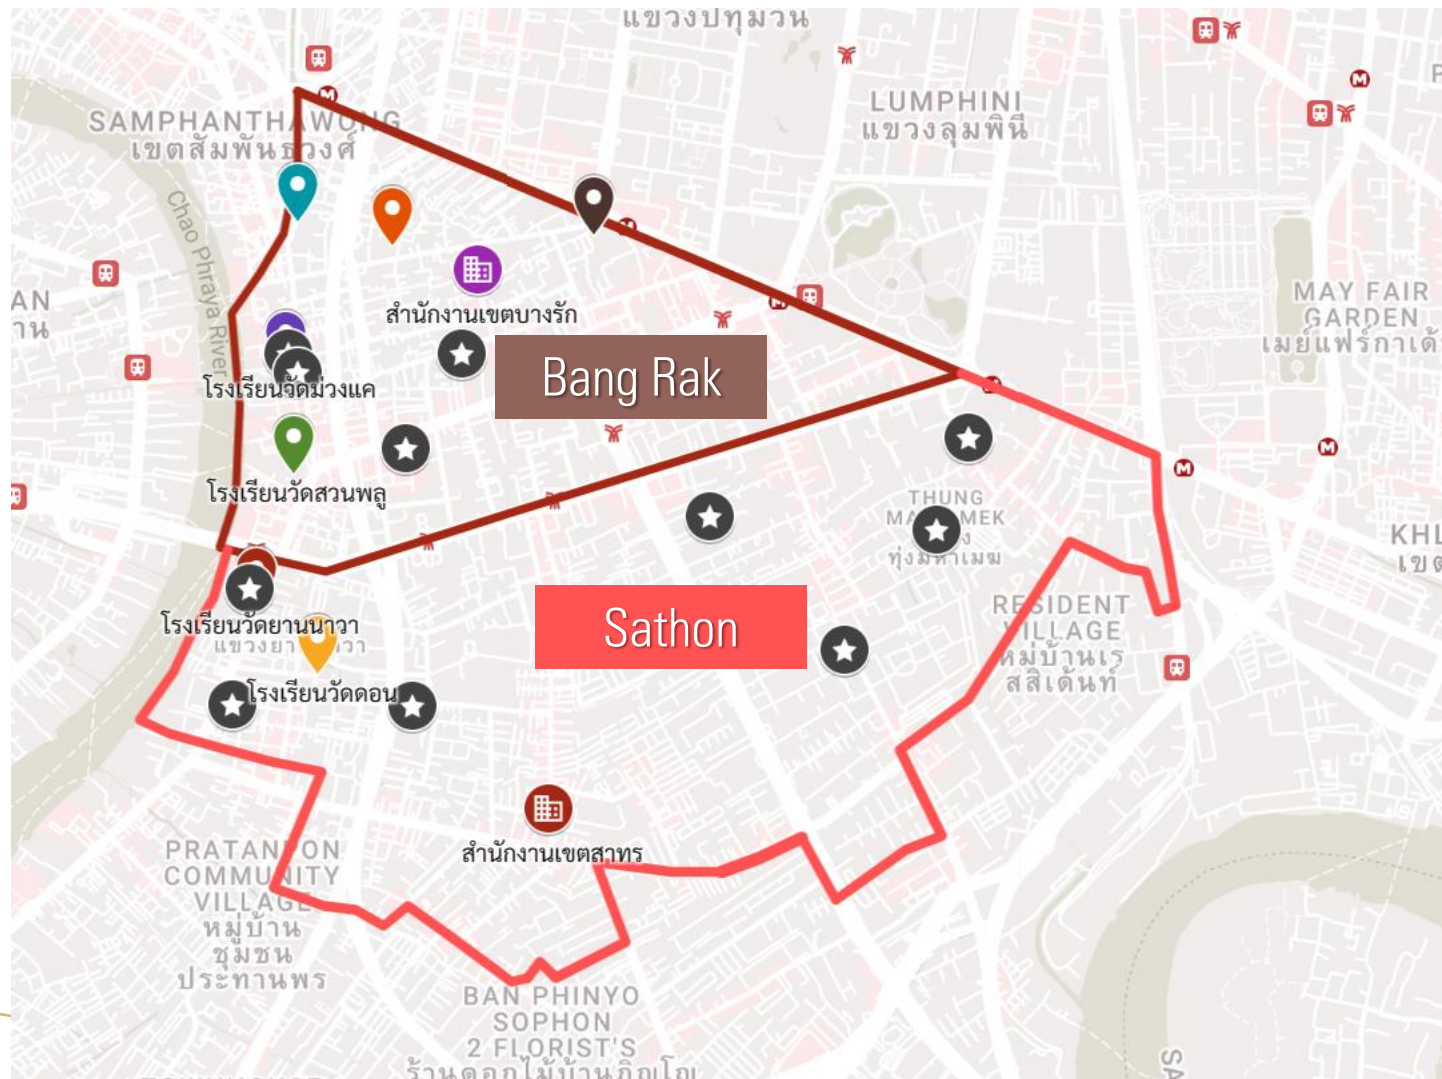 แขวงปทุมวัน
LUMPHINI
แขวงลุมพินี
SAMPHANTHAWONG
เขตสัมพันธวงศ์
Chao Phraya River
MAY FAIR
GARDEN
สำนักงานเขตบางรัก
Bang Rak
โรงเรียนวัดม่วงแค
โรงเรียนวัดสวนพลู
THUNG
ทุ่งมหาเมฆ
Sathon
RESIDENT
VILLAGE
หมู่บ้านเร
สสิเด้นท์
โรงเรียนวัดยานนาวา
โรงเรียนวัดดอน
สำนักงานเขตสาทร
PRATANPON
COMMUNITY
VILLAGE
หมู่บ้าน
ชุมชน
ประทานพร
BAN PHINYO
SOPHON
2 FLORIST'S